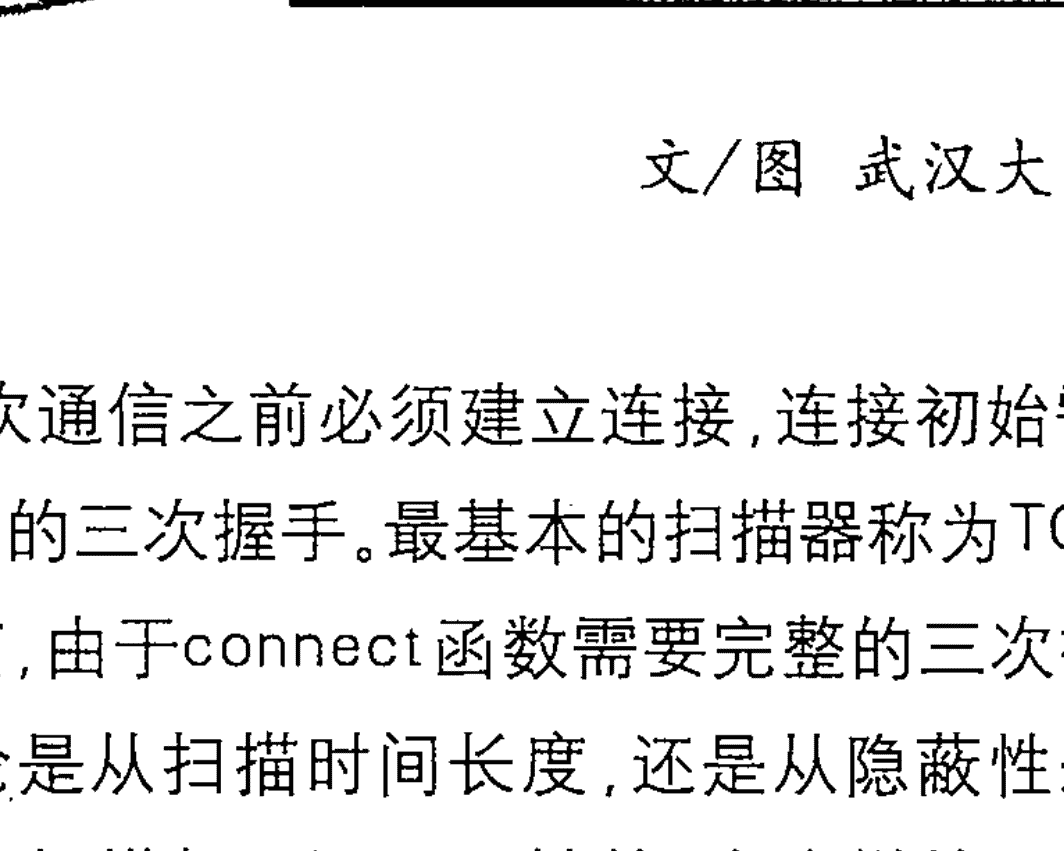 文/图 武汉大
次通信之前必须建立连接,连接初始
的三次握手。最基本的扫描器称为TC
,由于connect函数需要完整的三次
是从扫描时间长度,还是从隐蔽性